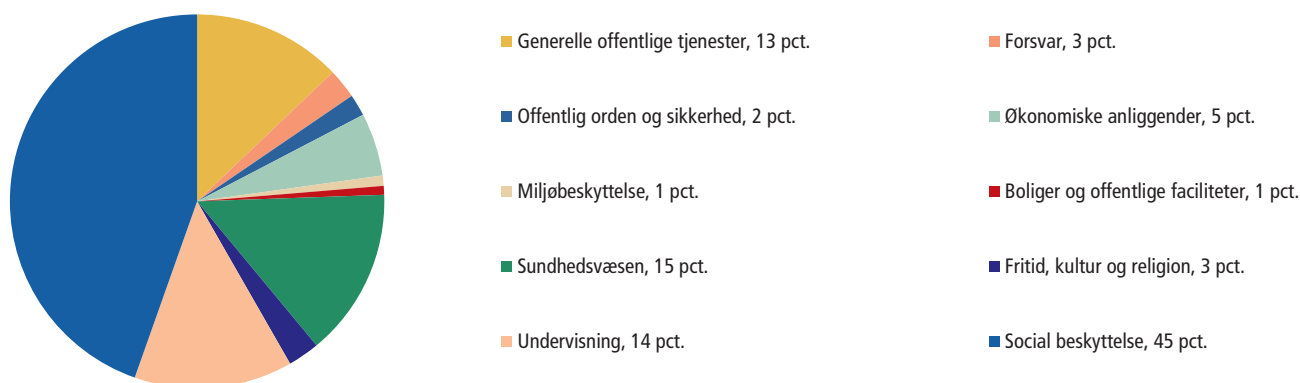 Generelle offentlige tjenester, 13 pct.
Forsvar, 3 pct.
Offentlig orden og sikkerhed, 2 pct.
Økonomiske anliggender, 5 pct.
Miljøbeskyttelse, 1 pct.
Boliger og offentlige faciliteter, 1 pct.
Sundhedsvæsen, 15 pct.
Fritid, kultur og religion, 3 pct.
Undervisning, 14 pct.
Social beskyttelse, 45 pct.